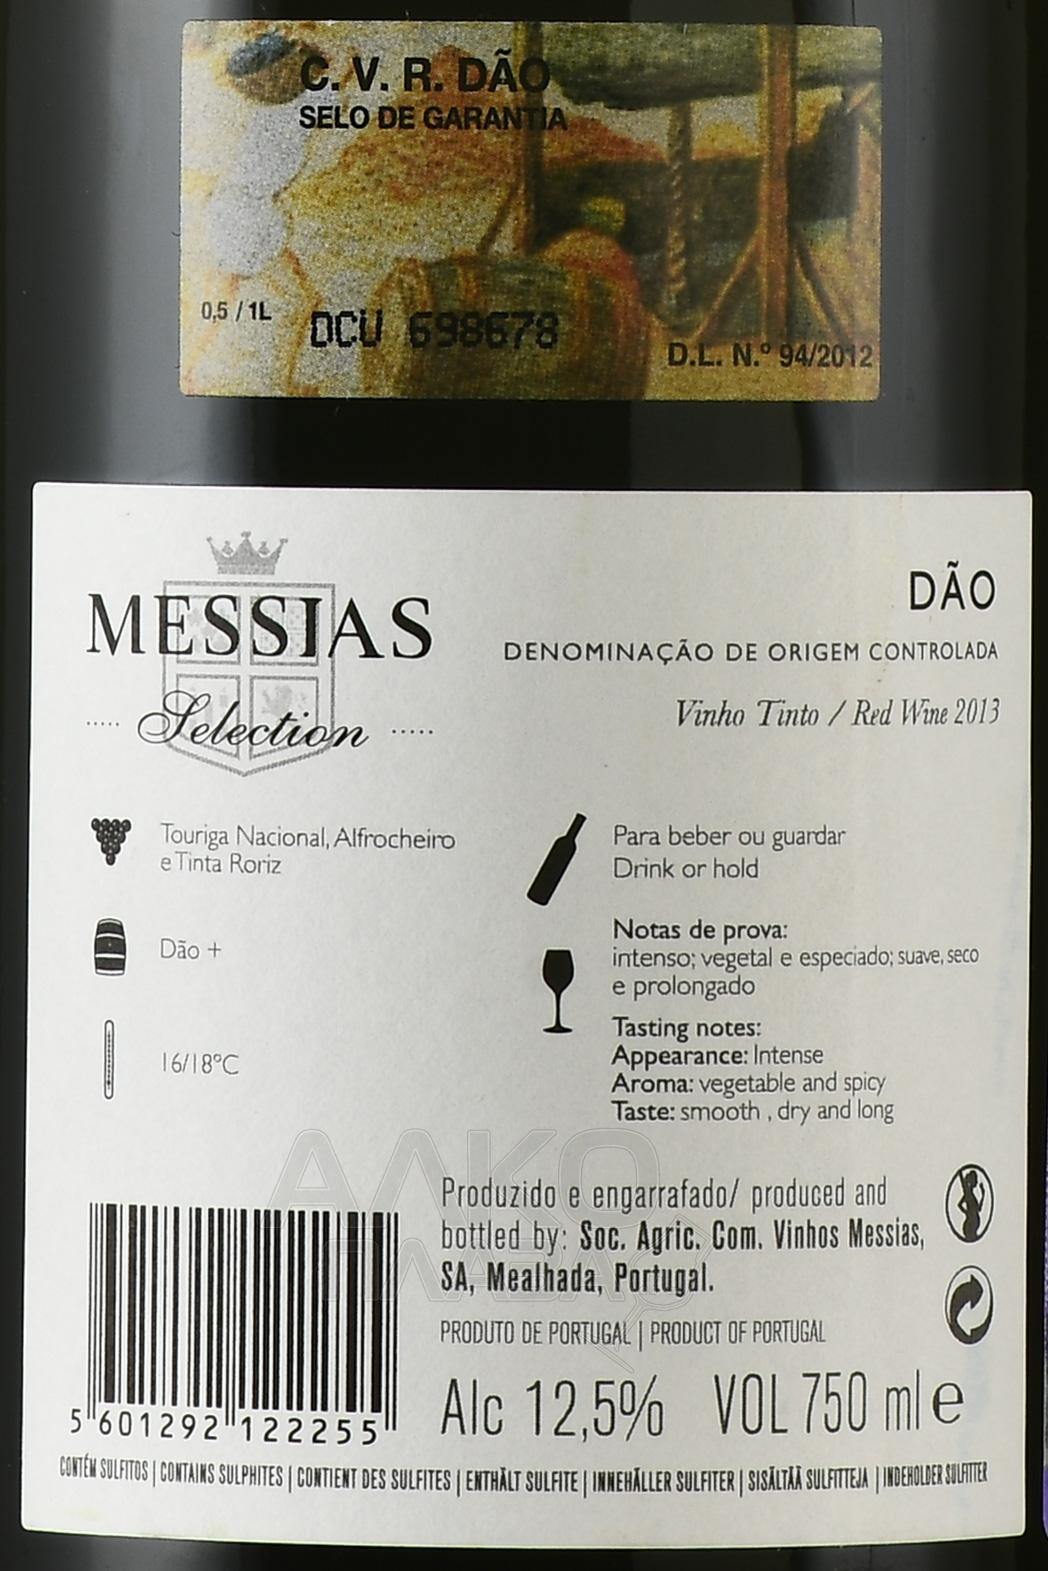 C. V. R. DÃO
SELO DE GARANTIA
0,5 / 1L
DCU 698678
D.L. N.º 94/2012
MESSIAS
Selection
DÃO
DENOMINAÇÃO DE ORIGEM CONTROLADA
Vinho Tinto / Red Wine 2013
Touriga Nacional, Alfrocheiro
e Tinta Roriz
Dão +
16/18°C
Para beber ou guardar
Drink or hold
Notas de prova:
intenso; vegetal e especiado; suave, seco
e prolongado
Tasting notes:
Appearance: Intense
Aroma: vegetable and spicy
Taste: smooth , dry and long
Produzido e engarrafado/ produced and
bottled by: Soc. Agric. Com. Vinhos Messias,
SA, Mealhada, Portugal.
PRODUTO DE PORTUGAL | PRODUCT OF PORTUGAL
Alc 12,5% VOL 750 ml e
5 601292 122255
CONTÉM SULFITOS | CONTAINS SULPHITES | CONTIENT DES SULFITES | ENTHÄLT SULFITE | INNEHÅLLER SULFITER | SISÄLTÄÄ SULFITTEJA | INDEHOLDER SULFITTER
ААКО
ГЛАВА